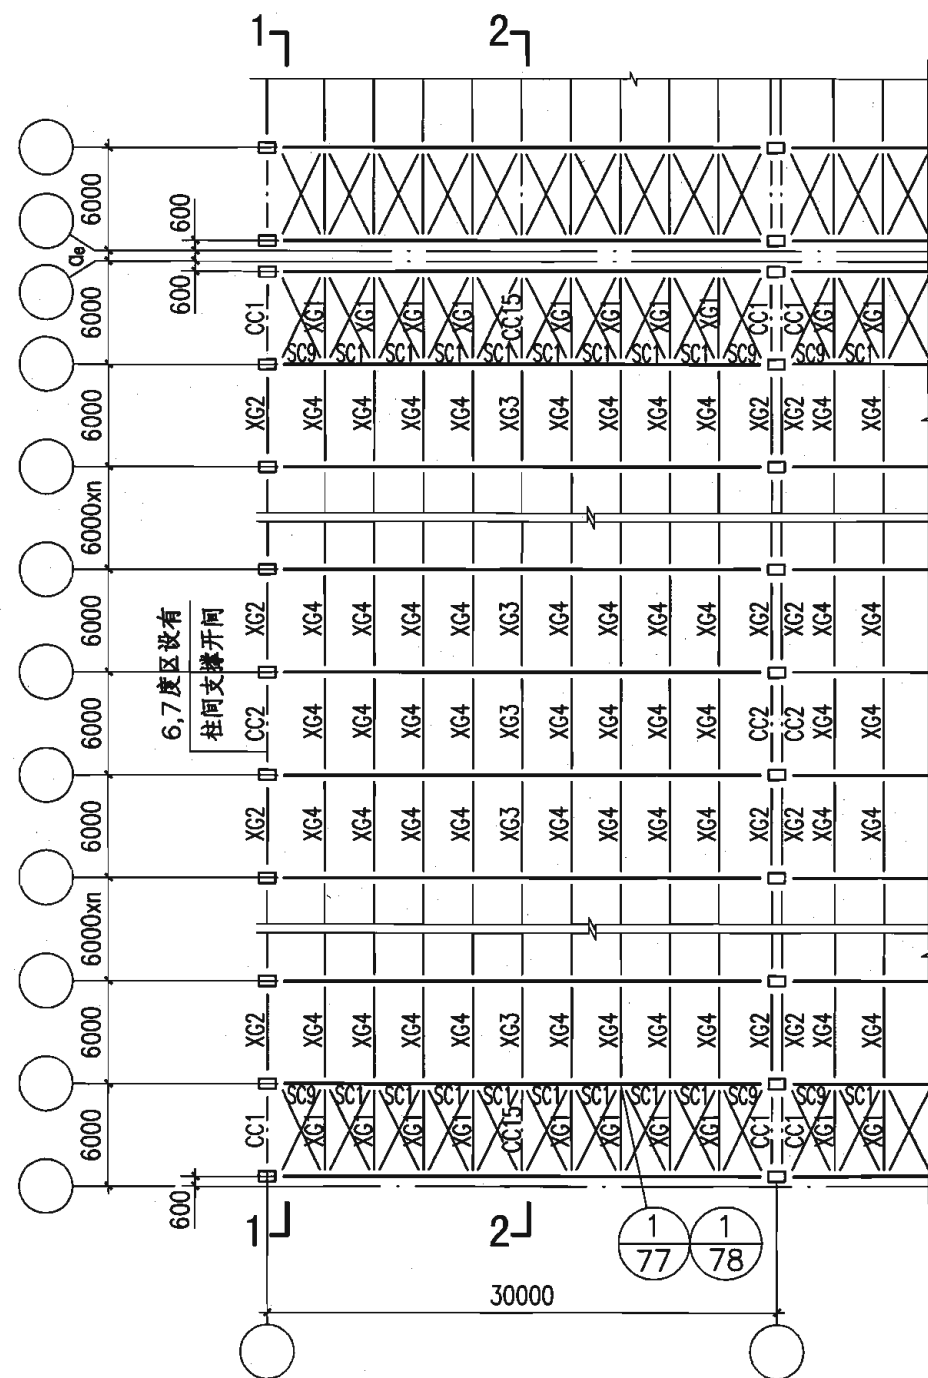 1 2
6000
600
ae
600
6000
CC1 XG1 XG1 XG1 XG1 CC15 XG1 XG1 XG1 XG1 CC1 CC1 XG1 XG1
SC9 SC1 SC1 SC1 SC1 SC1 SC1 SC1 SC1 SC9 SC9 SC1
6000
XG2 XG4 XG4 XG4 XG4 XG3 XG4 XG4 XG4 XG4 XG2 XG2 XG4 XG4
6000xn
6000
XG2 XG4 XG4 XG4 XG4 XG3 XG4 XG4 XG4 XG4 XG2 XG2 XG4 XG4
6,7度区设有
柱间支撑开间
6000
CC2 XG4 XG4 XG4 XG4 XG3 XG4 XG4 XG4 XG4 CC2 CC2 XG4 XG4
6000
XG2 XG4 XG4 XG4 XG4 XG3 XG4 XG4 XG4 XG4 XG2 XG2 XG4 XG4
6000xn
6000
XG2 XG4 XG4 XG4 XG4 XG3 XG4 XG4 XG4 XG4 XG2 XG2 XG4 XG4
SC9 SC1 SC1 SC1 SC1 SC1 SC1 SC1 SC1 SC9 SC9 SC1
6000
CC1 XG1 XG1 XG1 XG1 CC15 XG1 XG1 XG1 XG1 CC1 CC1 XG1 XG1
600
1 2
1 1
77 78
30000